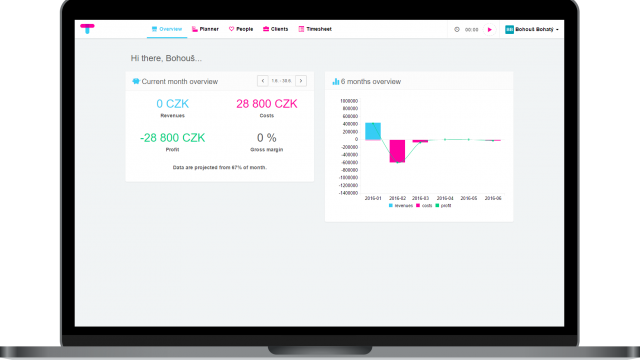 Overview
Planner
People
Clients
Timesheet
00:00
BB
Bohouš Bohatý
Hi there, Bohouš...
Current month overview
1.6. - 30.6.
0 CZK
28 800 CZK
Revenues
Costs
-28 800 CZK
0 %
Profit
Gross margin
Data are projected from 67% of month.
6 months overview
1000000
800000
600000
400000
200000
0
-200000
-400000
-600000
-800000
-1000000
-1200000
-1400000
2016-01 2016-02 2016-03 2016-04 2016-05 2016-06
revenues costs profit